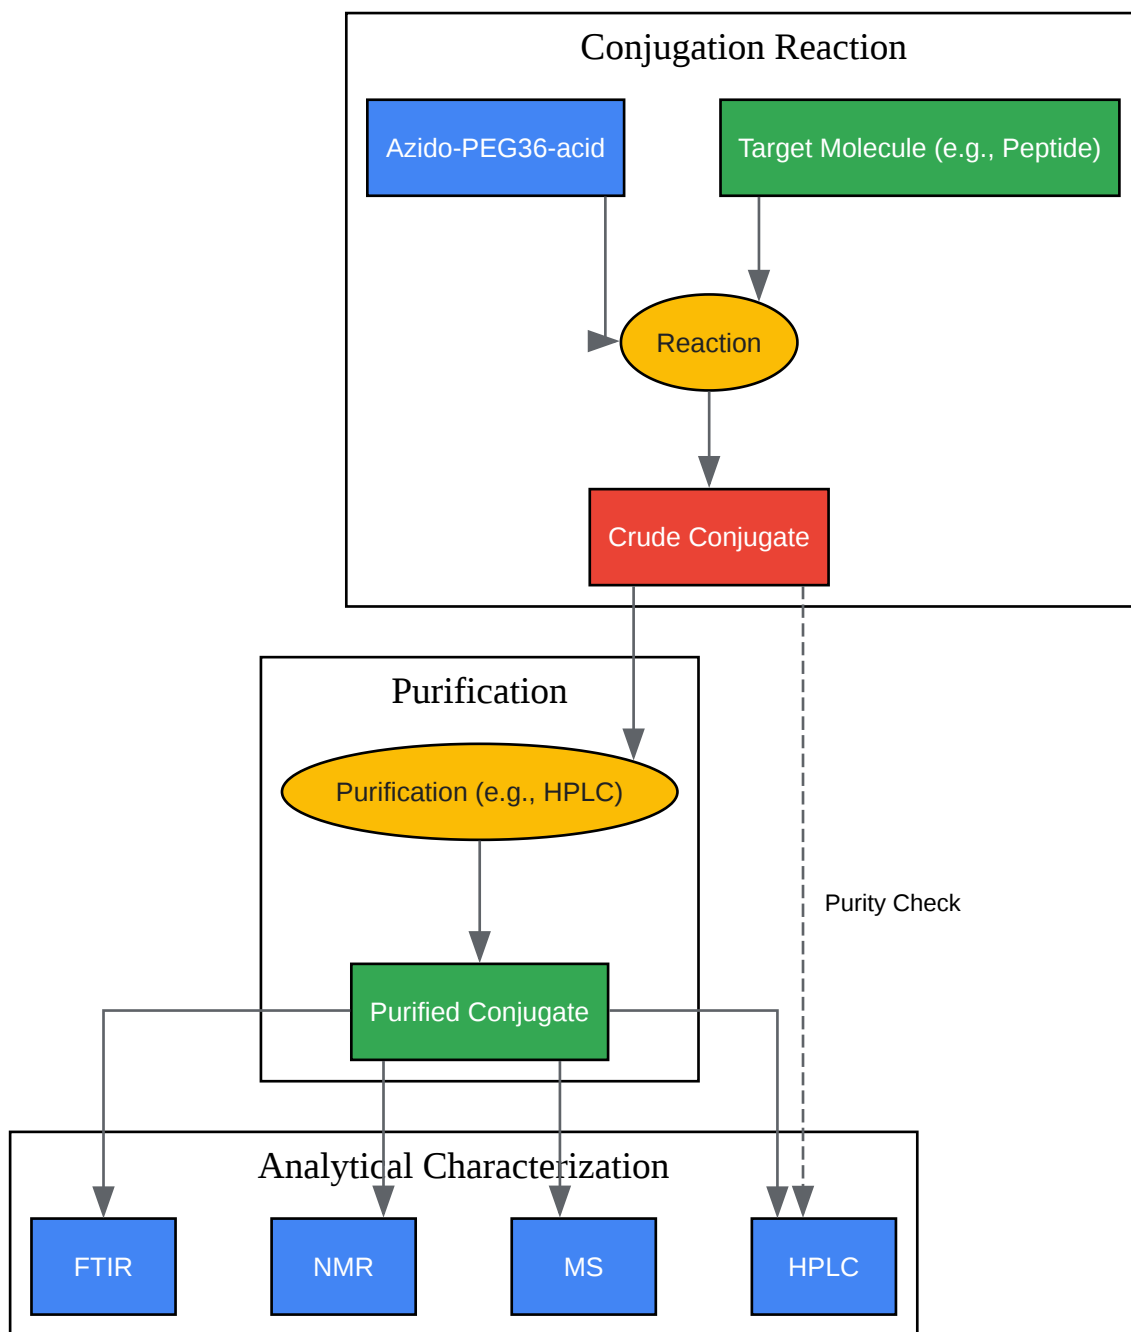 Conjugation Reaction
Azido-PEG36-acid
Target Molecule (e.g., Peptide)
Reaction
Crude Conjugate
Purification
Purification (e.g., HPLC)
Purity Check
Purified Conjugate
Analytical Characterization
FTIR
NMR
MS
HPLC